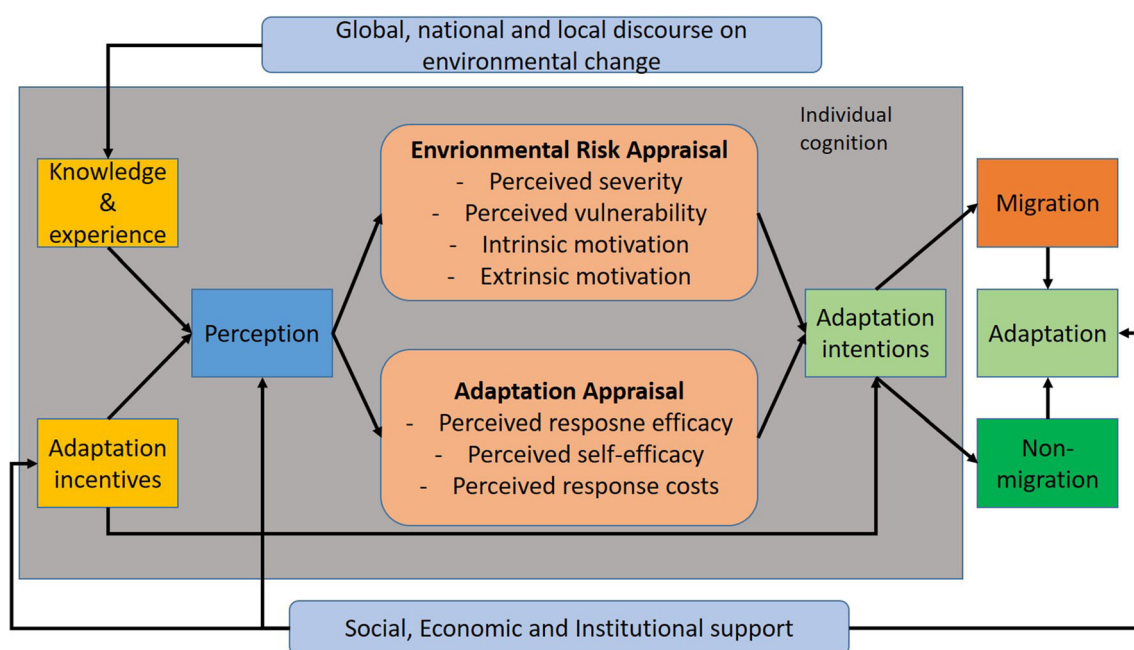 Global, national and local discourse on
environmental change
Individual
cognition
Knowledge
&
experience
Envrionmental Risk Appraisal
- Perceived severity
- Perceived vulnerability
- Intrinsic motivation
- Extrinsic motivation
Migration
Perception
Adaptation
intentions
Adaptation
Adaptation
incentives
Adaptation Appraisal
- Perceived resposne efficacy
- Perceived self-efficacy
- Perceived response costs
Non-
migration
Social, Economic and Institutional support